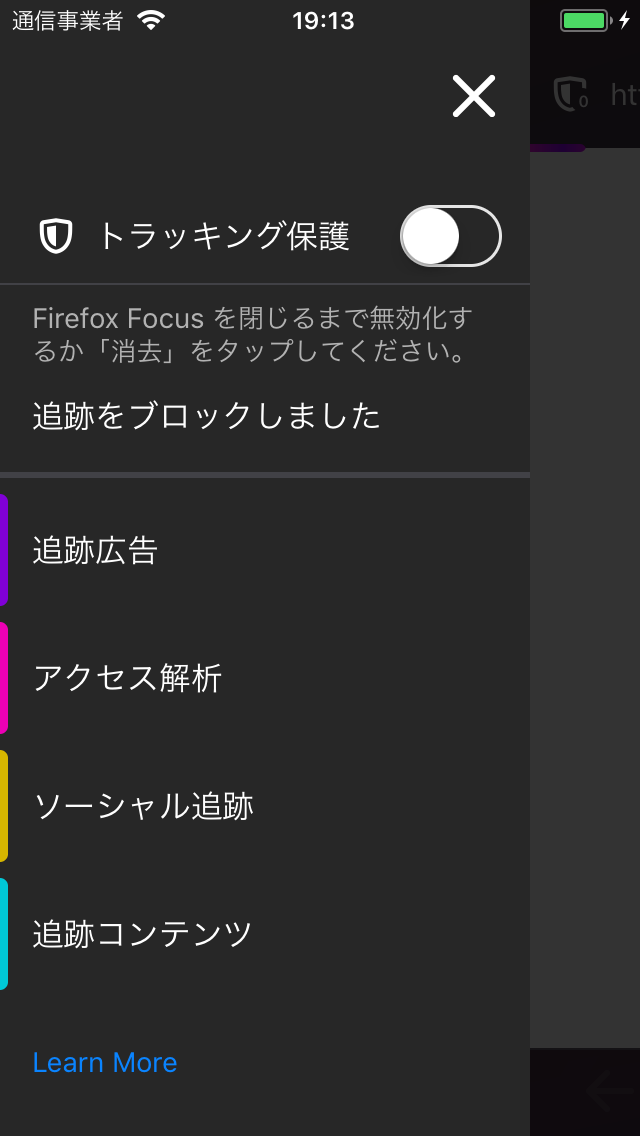 通信事業者 19:13
0 htt
トラッキング保護
Firefox Focus を閉じるまで無効化す
るか「消去」をタップしてください。
追跡をブロックしました
追跡広告
アクセス解析
ソーシャル追跡
追跡コンテンツ
Learn More